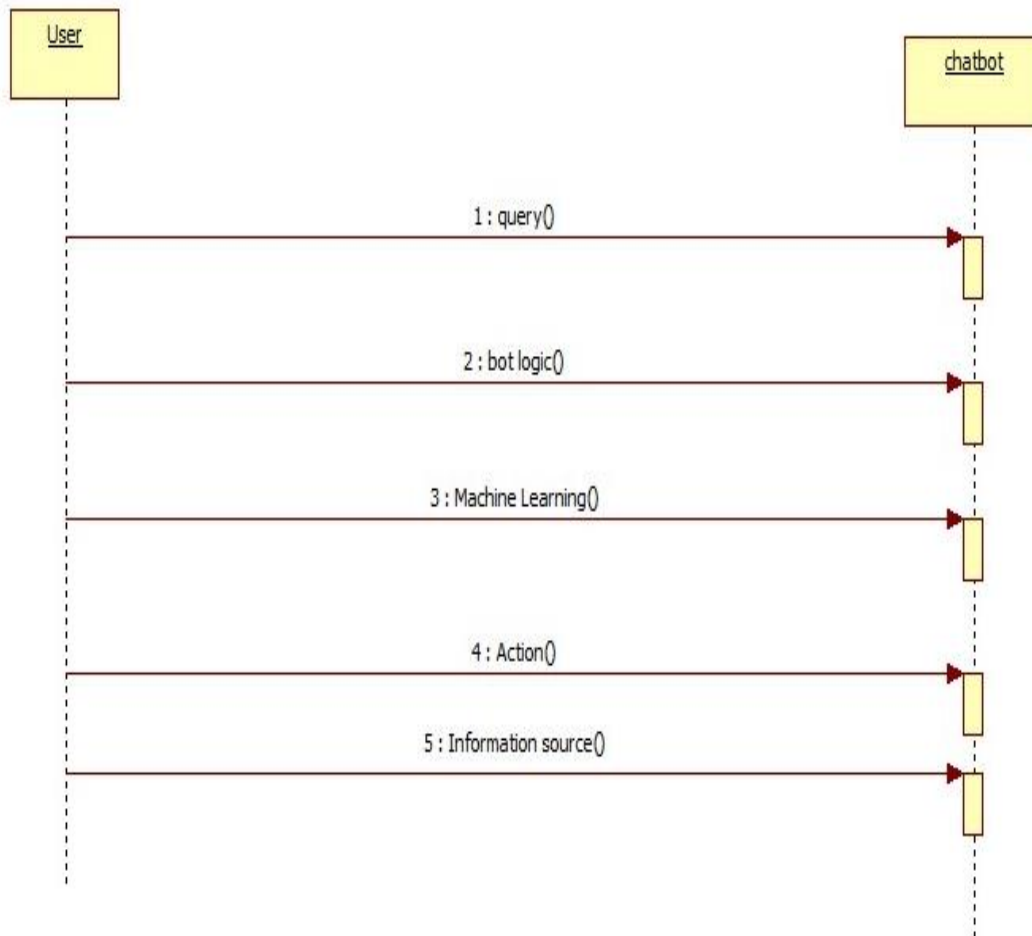 User
chatbot
1 : query()
2 : bot logic()
3 : Machine Learning()
4 : Action()
5 : Information source()